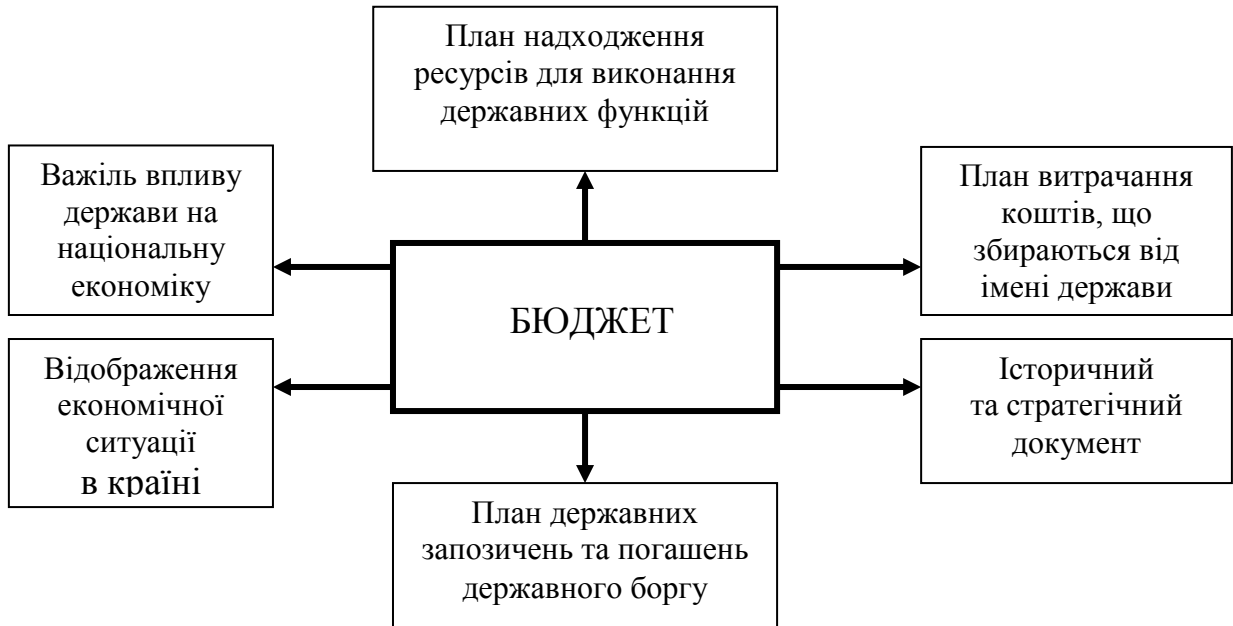 План надходження
ресурсів для виконання
державних функцій
Важіль впливу
держави на
національну
економіку
План витрачання
коштів, що
збираються від
імені держави
БЮДЖЕТ
Відображення
економічної
ситуації
в країні
Історичний
та стратегічний
документ
План державних
запозичень та погашень
державного боргу